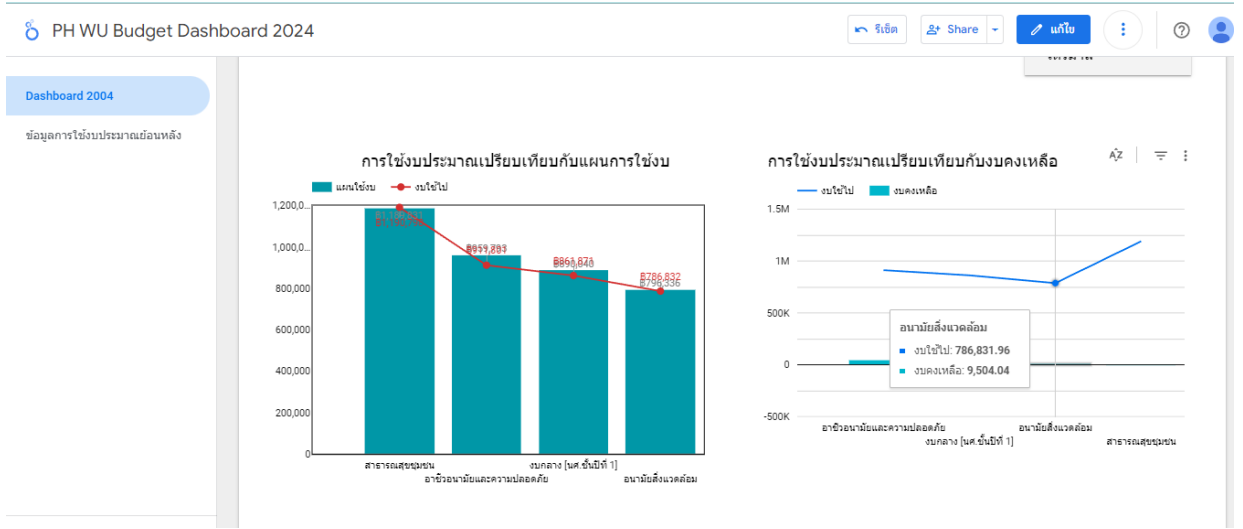 PH WU Budget Dashboard 2024
รีเซ็ต
Share
แก้ไข
Dashboard 2004
ข้อมูลการใช้งบประมาณย้อนหลัง
ไตรมาส
การใช้งบประมาณเปรียบเทียบกับแผนการใช้งบ
แผนใช้งบ
งบใช้ไป
1,200,0...
1,000,0...
800,000
600,000
400,000
200,000
0
฿861,871
฿786,832
฿796,336
สาธารณสุขชุมชน
อาชีวอนามัยและความปลอดภัย
งบกลาง [นศ.ชั้นปีที่ 1]
อนามัยสิ่งแวดล้อม
การใช้งบประมาณเปรียบเทียบกับงบคงเหลือ
งบใช้ไป
งบคงเหลือ
1.5M
1M
500K
0
-500K
อนามัยสิ่งแวดล้อม
งบใช้ไป: 786,831.96
งบคงเหลือ: 9,504.04
อาชีวอนามัยและความปลอดภัย
งบกลาง [นศ.ชั้นปีที่ 1]
อนามัยสิ่งแวดล้อม
สาธารณสุขชุมชน